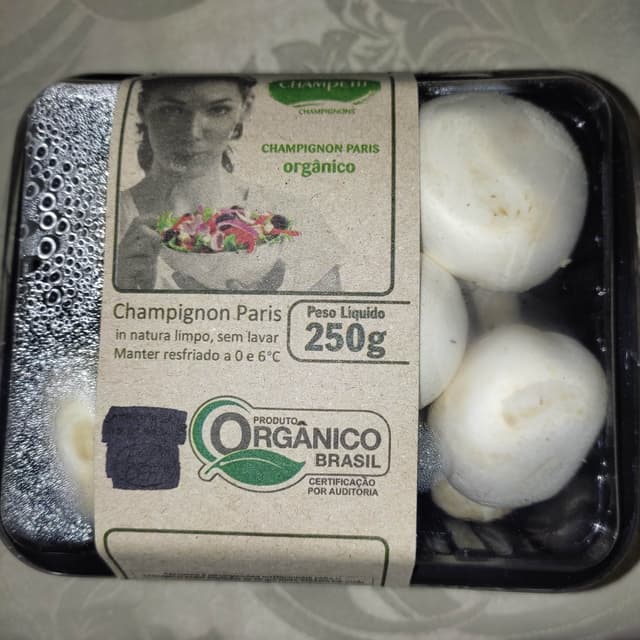 CHAMPIGNONS
CHAMPIGNON PARIS
orgânico
Champignon Paris
in natura limpo, sem lavar
Manter resfriado a 0 e 6°C
Peso Líquido
250g
PRODUTO
ORGÂNICO
BRASIL
CERTIFICAÇÃO
POR AUDITORIA